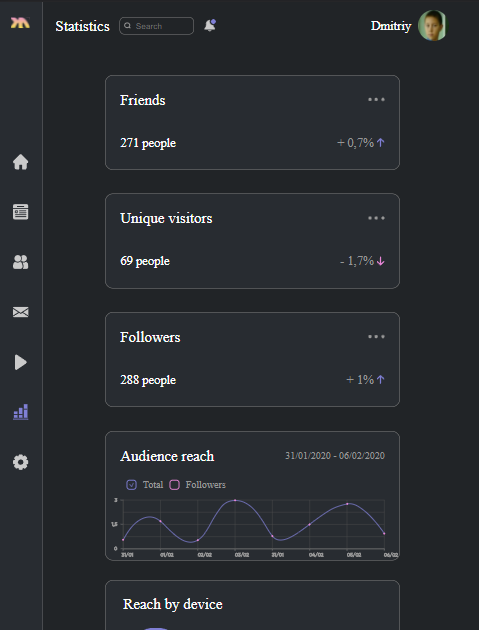 Statistics
Search
Dmitriy
Friends
271 people
+ 0,7%
Unique visitors
69 people
- 1,7%
Followers
288 people
+ 1%
Audience reach
31/01/2020 - 06/02/2020
Total
Followers
1,5
0
31/01 01/02 02/02 03/02 31/01 04/02 05/02 06/02
Reach by device